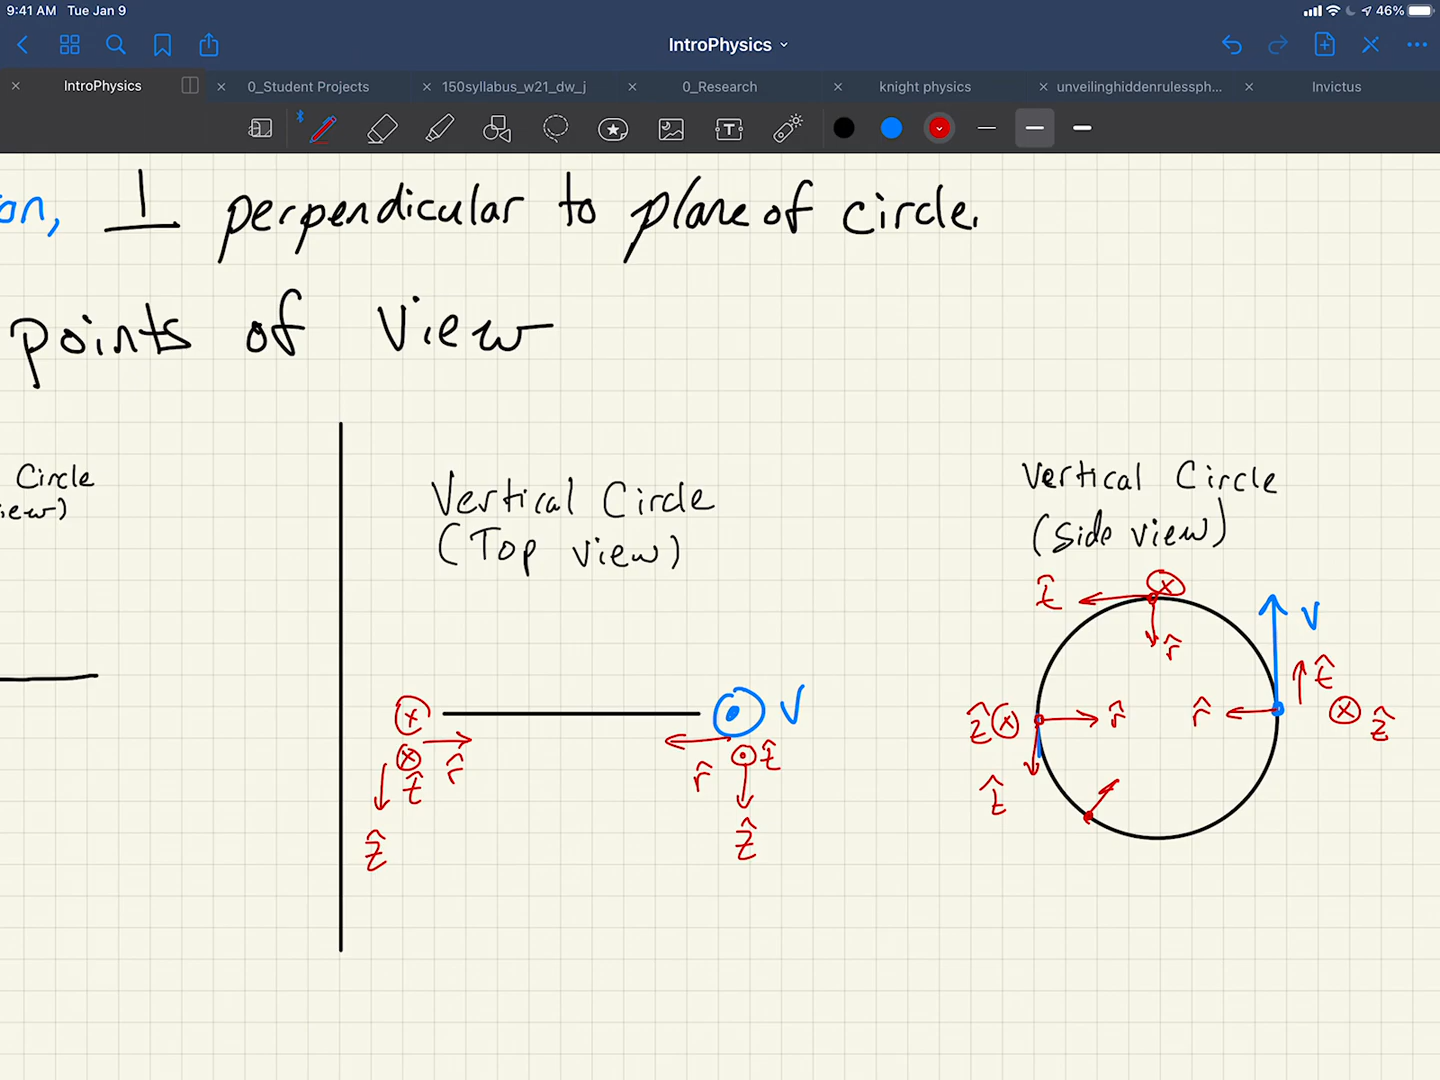 9:41 AM Tue Jan 9
46%
IntroPhysics
IntroPhysics
0_Student Projects
150syllabus_w21_dw_j
0_Research
knight physics
unveilinghiddenrulessph...
Invictus
on, ⊥ perpendicular to plane of circle.
points of view
Circle
iew)
Vertical Circle
(Top view)
V
r̂
t̂
ẑ
r̂
t̂
ẑ
Vertical Circle
(side view)
t̂
r̂
V
t̂
ẑ
r̂
r̂
ẑ
t̂